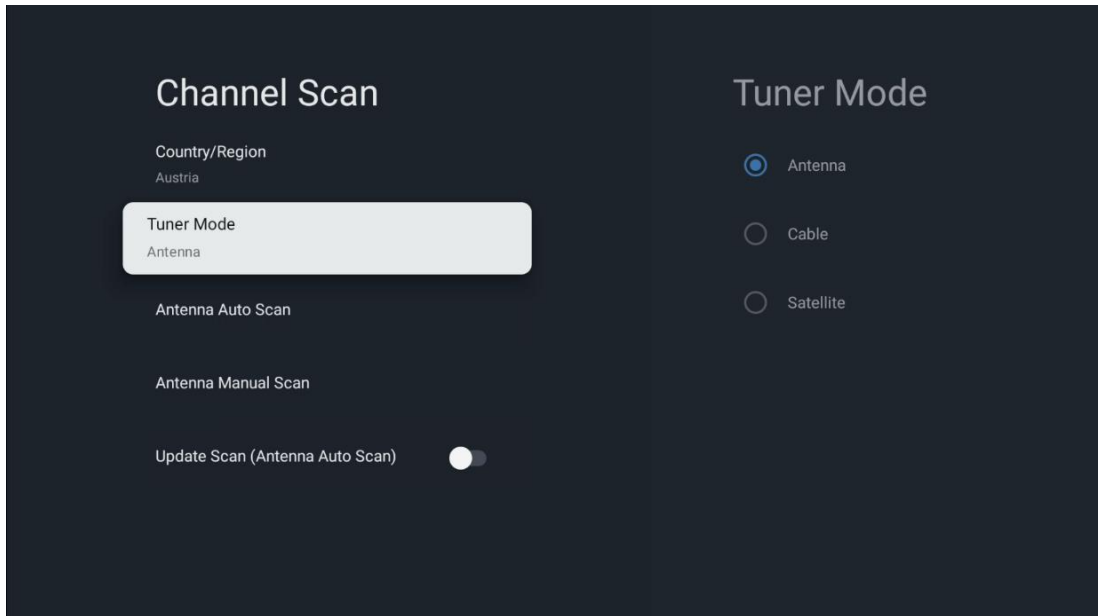 Channel Scan
Country/Region
Austria
Tuner Mode
Antenna
Antenna Auto Scan
Antenna Manual Scan
Update Scan (Antenna Auto Scan)
Tuner Mode
Antenna
Cable
Satellite